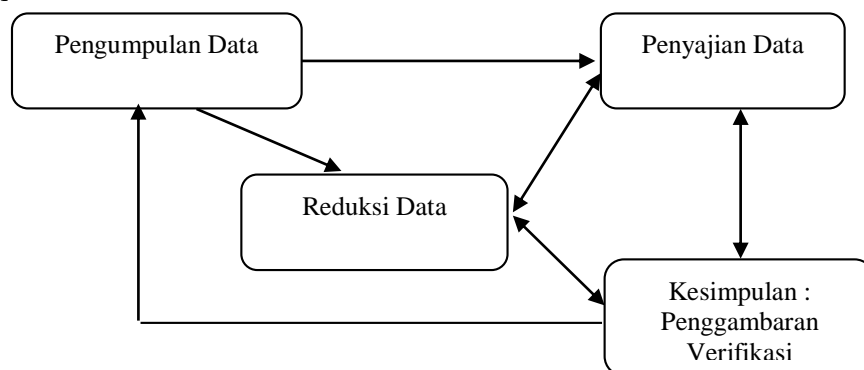 Pengumpulan Data
Penyajian Data
Reduksi Data
Kesimpulan :
Penggambaran
Verifikasi